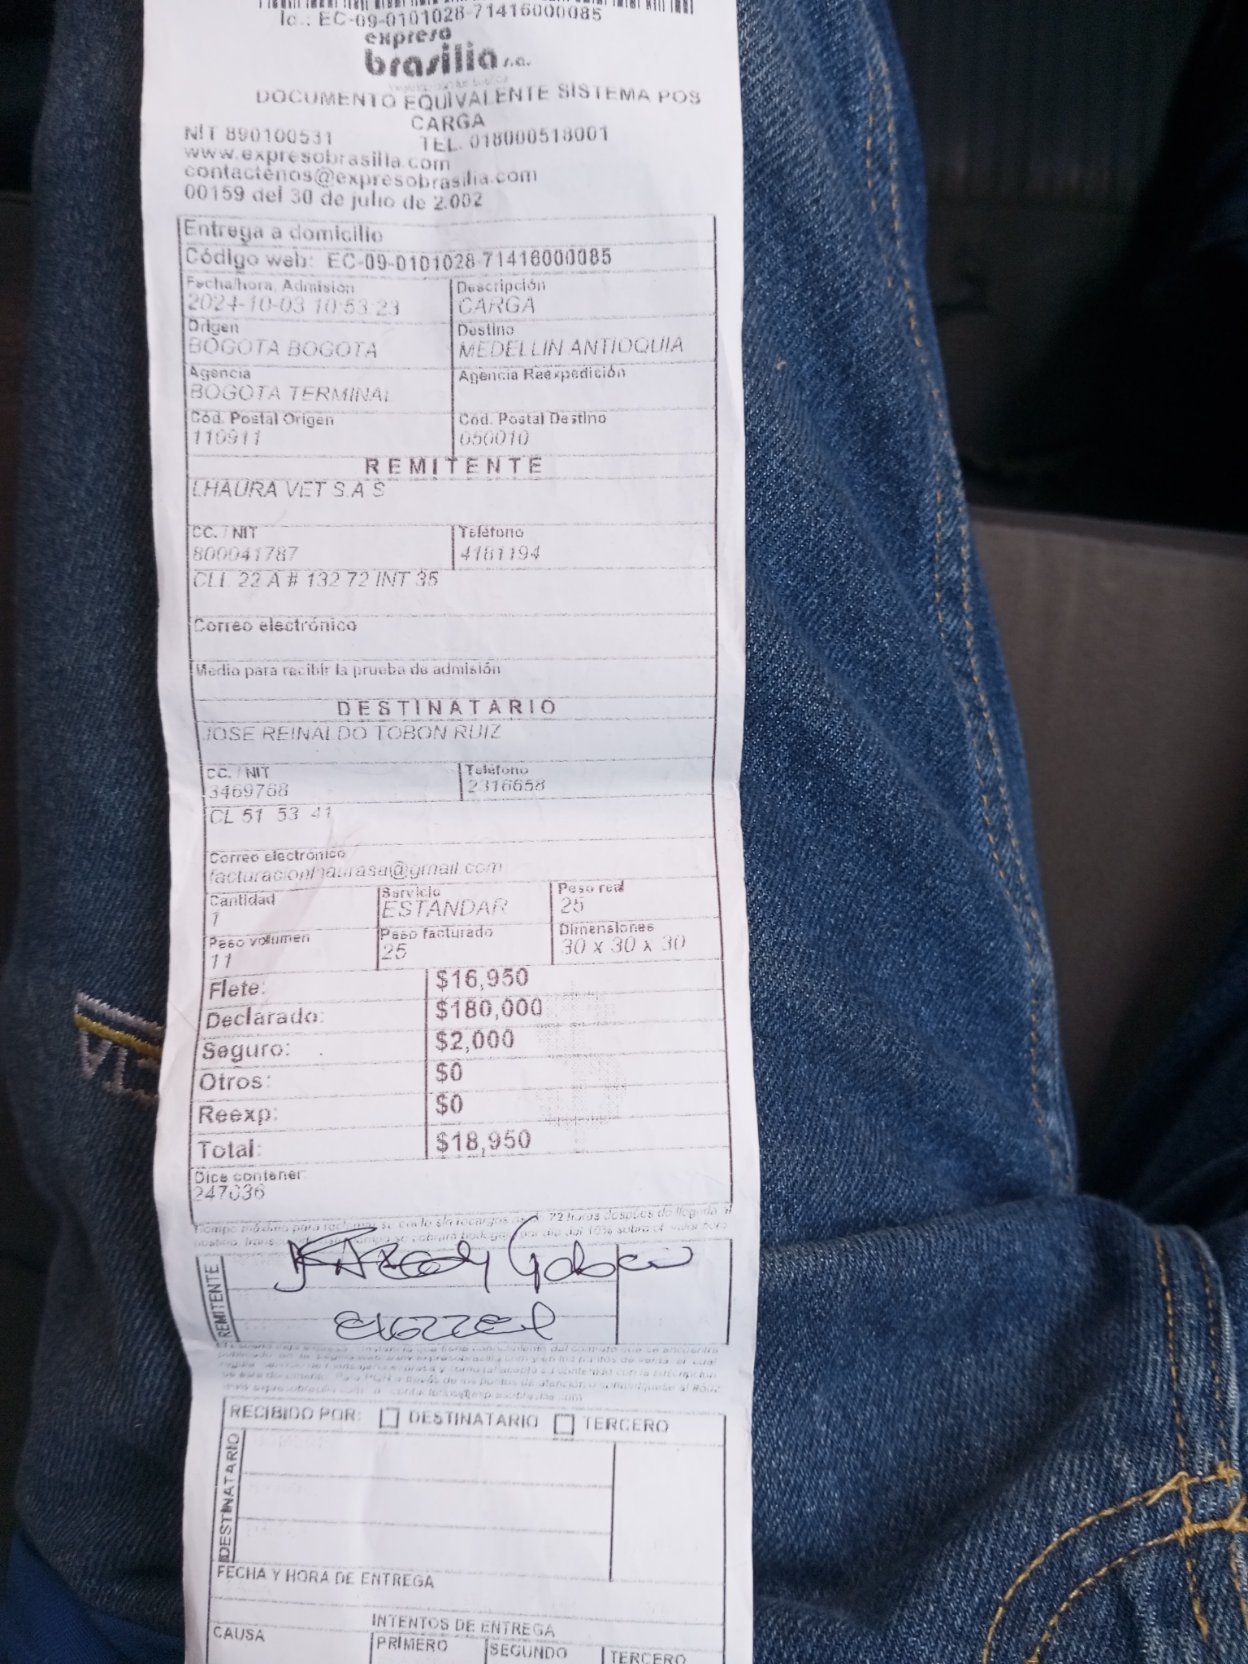 Ic.: EC-09-0101028-71416000085
expreso
brasilia s.a.
DOCUMENTO EQUIVALENTE SISTEMA POS
CARGA
NIT 890100531 TEL. 018000518001
www.expresobrasilia.com
contactenos@expresobrasilia.com
00159 del 30 de julio de 2.002
Entrega a domicilio
Código web: EC-09-0101028-71416000085
Fecha/hora, Admisión Descripción
2024-10-03 10:53:23 CARGA
Origen Destino
BOGOTA BOGOTA MEDELLIN ANTIOQUIA
Agencia Agencia Reexpedición
BOGOTA TERMINAL
Cód. Postal Origen Cód. Postal Destino
110911 050010
REMITENTE
LHAURA VET S.A S
CC. / NIT Teléfono
800041787 4181194
CLL 22 A # 132 72 INT 35
Correo electrónico
Medio para recibir la prueba de admisión
DESTINATARIO
JOSE REINALDO TOBON RUIZ
CC. / NIT Teléfono
3469768 2316658
CL 51 53 41
Correo electrónico
facturacionlhaurasa@gmail.com
Cantidad Servicio Peso real
1 ESTANDAR 25
Peso volumen Peso facturado Dimensiones
11 25 30 x 30 x 30
Flete: $16,950
Declarado: $180,000
Seguro: $2,000
Otros: $0
Reexp: $0
Total: $18,950
Dice contener
247036
REMITENTE
RECIBIDO POR: DESTINATARIO TERCERO
DESTINATARIO
FECHA Y HORA DE ENTREGA
INTENTOS DE ENTREGA
CAUSA PRIMERO SEGUNDO TERCERO